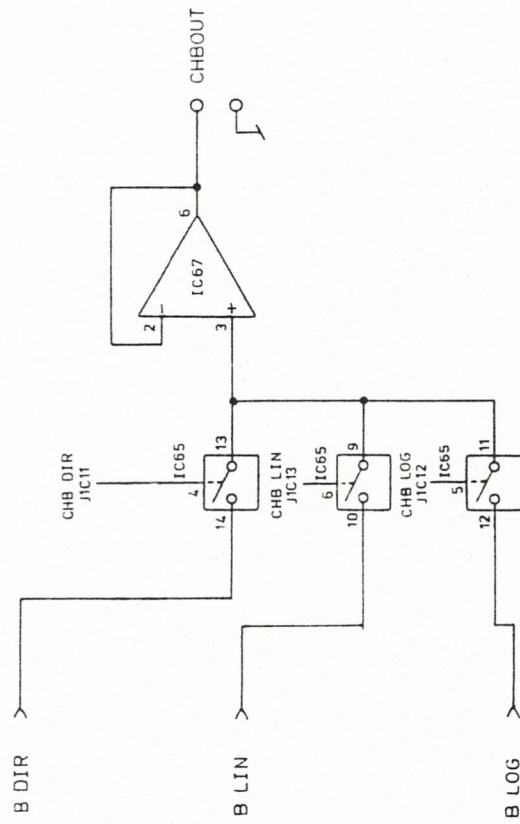 B DIR
B LIN
B LOG
CHB DIR
J1C11
IC65
4
14
13
CHB LIN
J1C13
IC65
6
10
9
CHB LOG
J1C12
IC65
5
12
11
2
3
−
+
IC67
6
CHBOUT